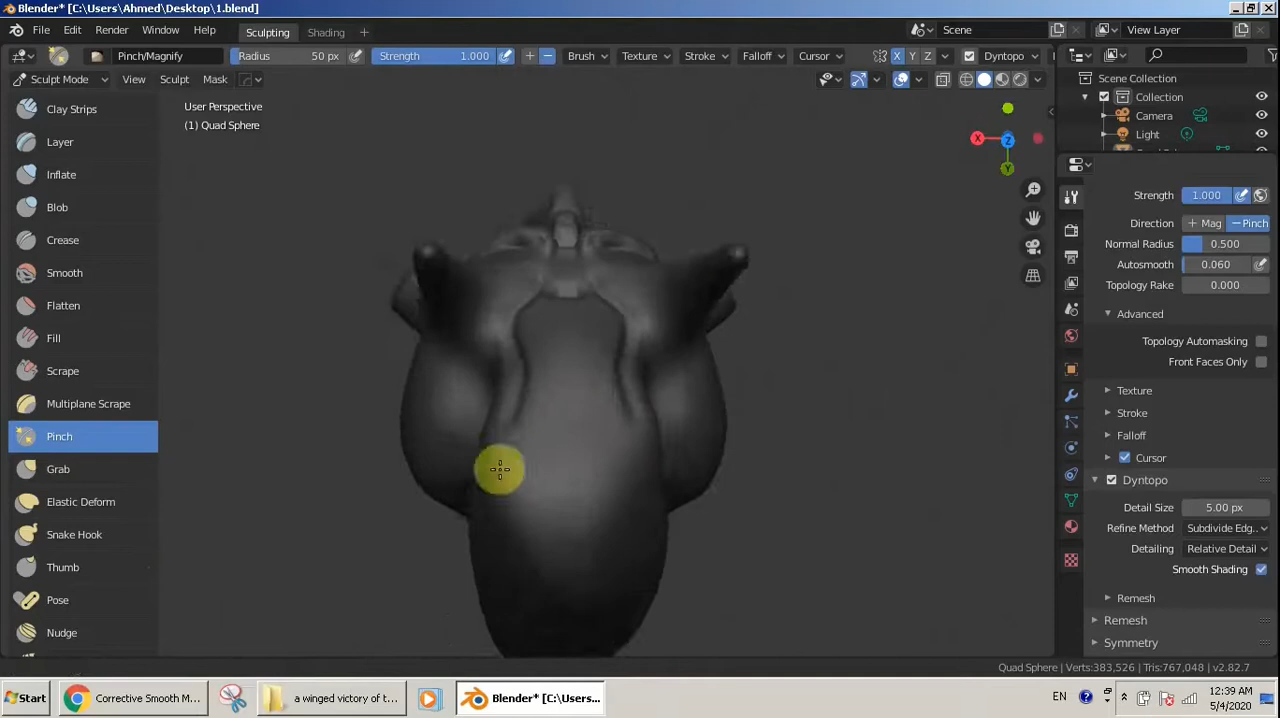 Blender* [C:\Users\Ahmed\Desktop\1.blend]
File Edit Render Window Help Sculpting Shading + Scene View Layer
Pinch/Magnify Radius 50 px Strength 1.000 Brush Texture Stroke Falloff Cursor X Y Z Dyntopo
Sculpt Mode View Sculpt Mask
User Perspective
(1) Quad Sphere
X
Z
Y
Clay Strips
Layer
Inflate
Blob
Crease
Smooth
Flatten
Fill
Scrape
Multiplane Scrape
Pinch
Grab
Elastic Deform
Snake Hook
Thumb
Pose
Nudge
Scene Collection
Collection
Camera
Light
Strength 1.000
Direction + Mag − Pinch
Normal Radius 0.500
Autosmooth 0.060
Topology Rake 0.000
Advanced
Topology Automasking
Front Faces Only
Texture
Stroke
Falloff
Cursor
Dyntopo
Detail Size 5.00 px
Refine Method Subdivide Edg..
Detailing Relative Detail
Smooth Shading
Remesh
Remesh
Symmetry
Quad Sphere | Verts:383,526 | Tris:767,048 | v2.82.7
Start Corrective Smooth M... a winged victory of t... Blender* [C:\Users... EN 12:39 AM
5/4/2020